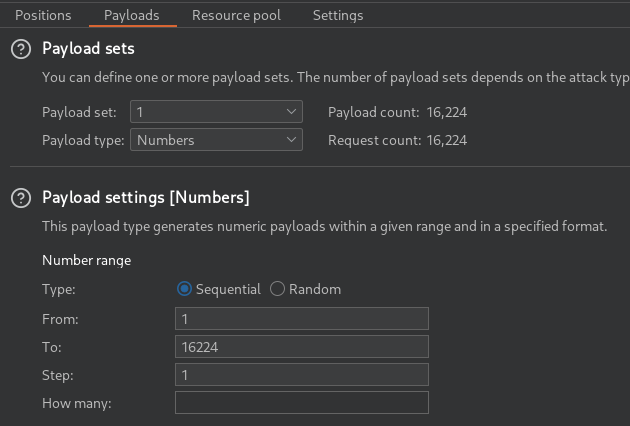 Positions Payloads Resource pool Settings
? Payload sets
You can define one or more payload sets. The number of payload sets depends on the attack typ
Payload set: 1 Payload count: 16,224
Payload type: Numbers Request count: 16,224
? Payload settings [Numbers]
This payload type generates numeric payloads within a given range and in a specified format.
Number range
Type: Sequential Random
From: 1
To: 16224
Step: 1
How many: